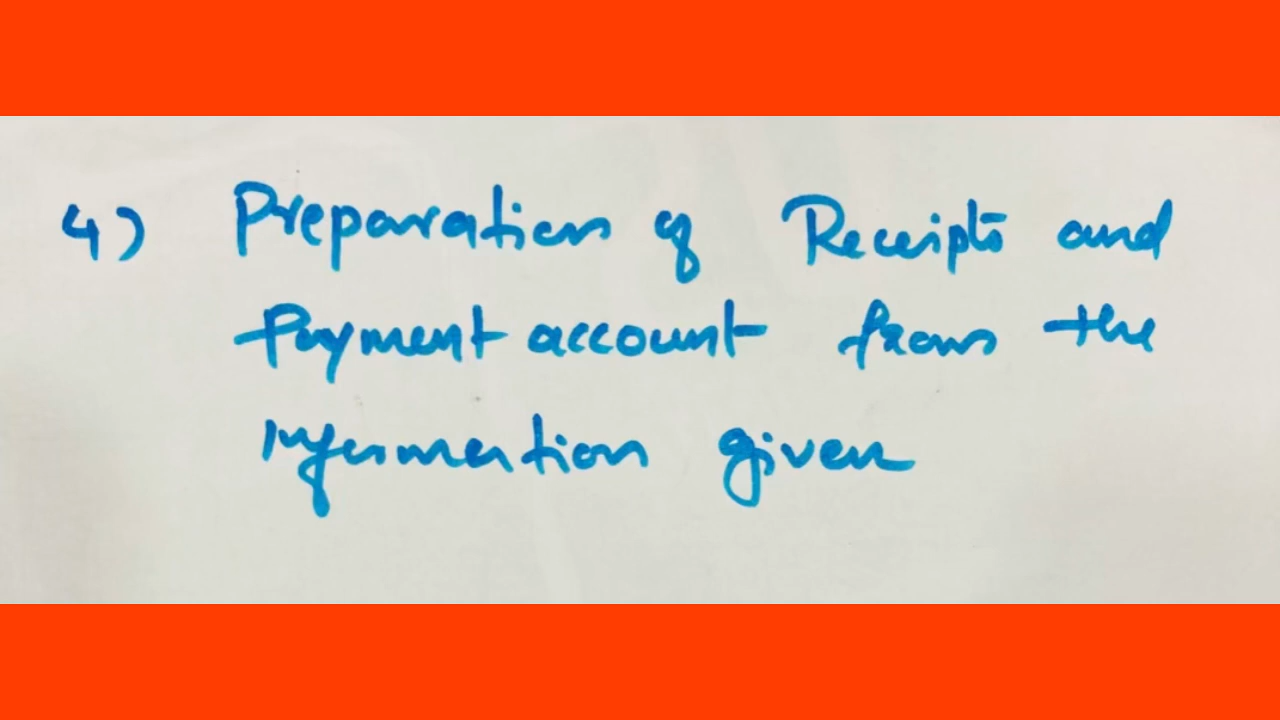 4) Preparation of Receipts and
Payment account from the
information given